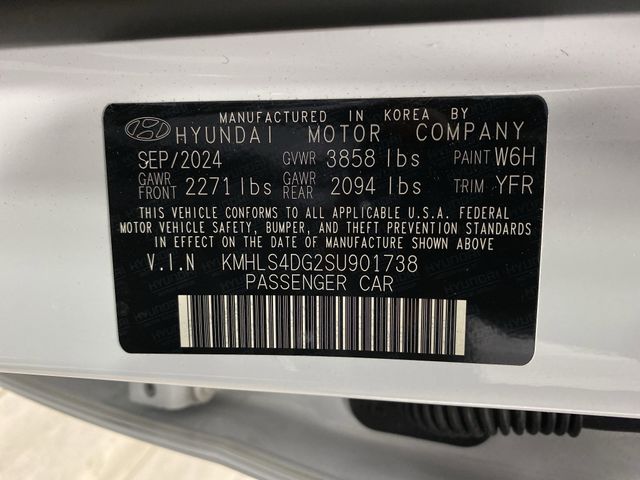 MANUFACTURED IN KOREA BY
HYUNDAI MOTOR COMPANY
SEP/2024 GVWR 3858 lbs PAINT W6H
GAWR FRONT 2271 lbs GAWR REAR 2094 lbs TRIM YFR
THIS VEHICLE CONFORMS TO ALL APPLICABLE U.S.A. FEDERAL
MOTOR VEHICLE SAFETY, BUMPER, AND THEFT PREVENTION
STANDARDS IN EFFECT ON THE DATE OF MANUFACTURE SHOWN ABOVE
V.I.N KMHLS4DG2SU901738
PASSENGER CAR